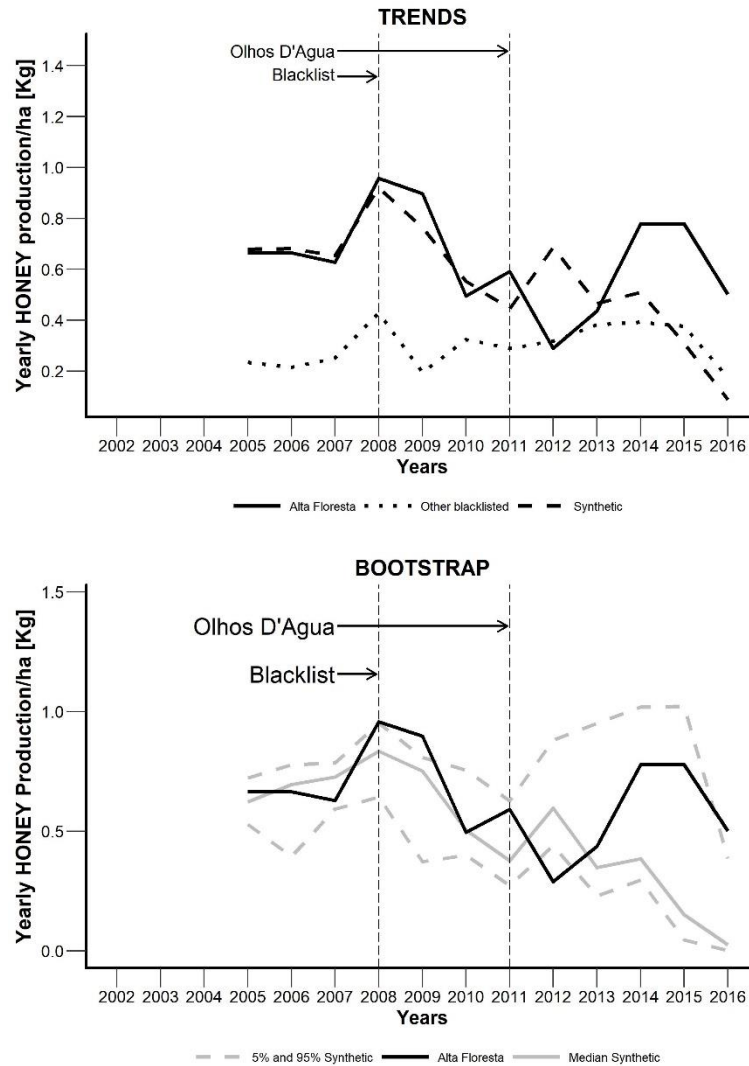 TRENDS
Yearly HONEY production/ha [Kg]
1.4
1.2
1.0
0.8
0.6
0.4
0.2
Olhos D'Agua
Blacklist
2002 2003 2004 2005 2006 2007 2008 2009 2010 2011 2012 2013 2014 2015 2016
Years
Alta Floresta Other blacklisted Synthetic
BOOTSTRAP
Yearly HONEY Production/ha [Kg]
1.5
1.0
0.5
0.0
Olhos D'Agua
Blacklist
2002 2003 2004 2005 2006 2007 2008 2009 2010 2011 2012 2013 2014 2015 2016
Years
5% and 95% Synthetic Alta Floresta Median Synthetic